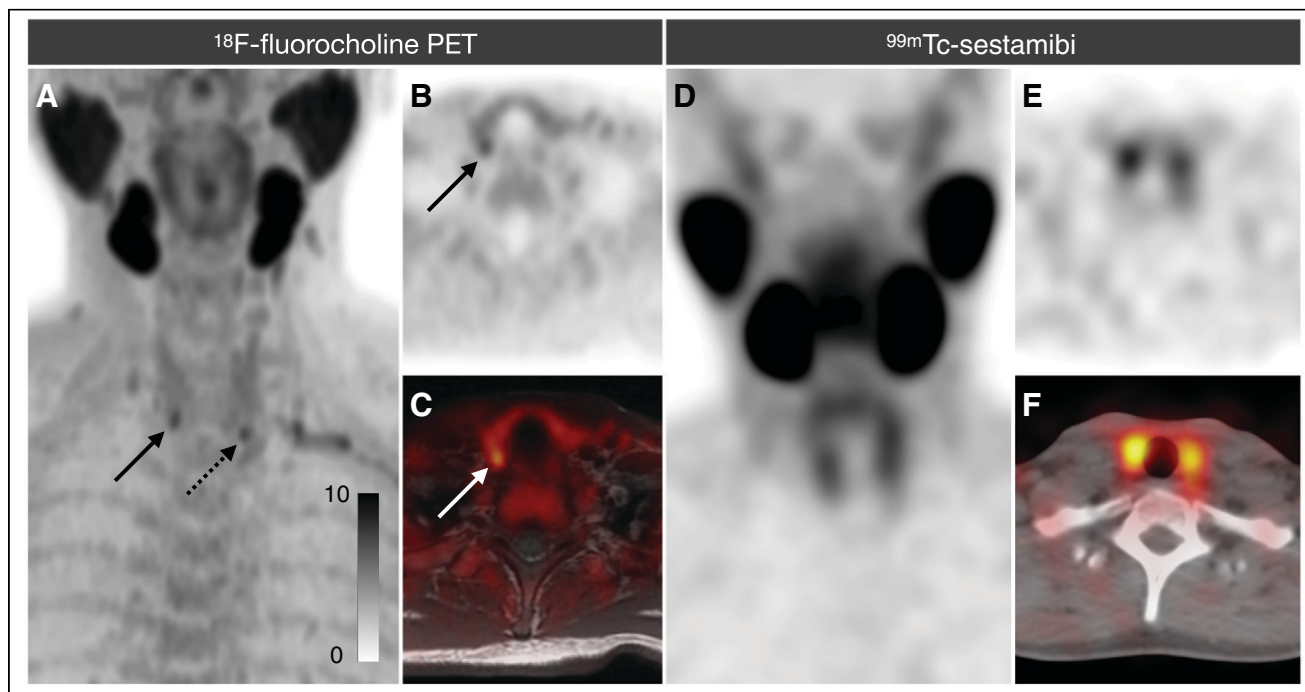 ¹⁸F-fluorocholine PET
⁹⁹ᵐTc-sestamibi
A
B
C
D
E
F
10
0